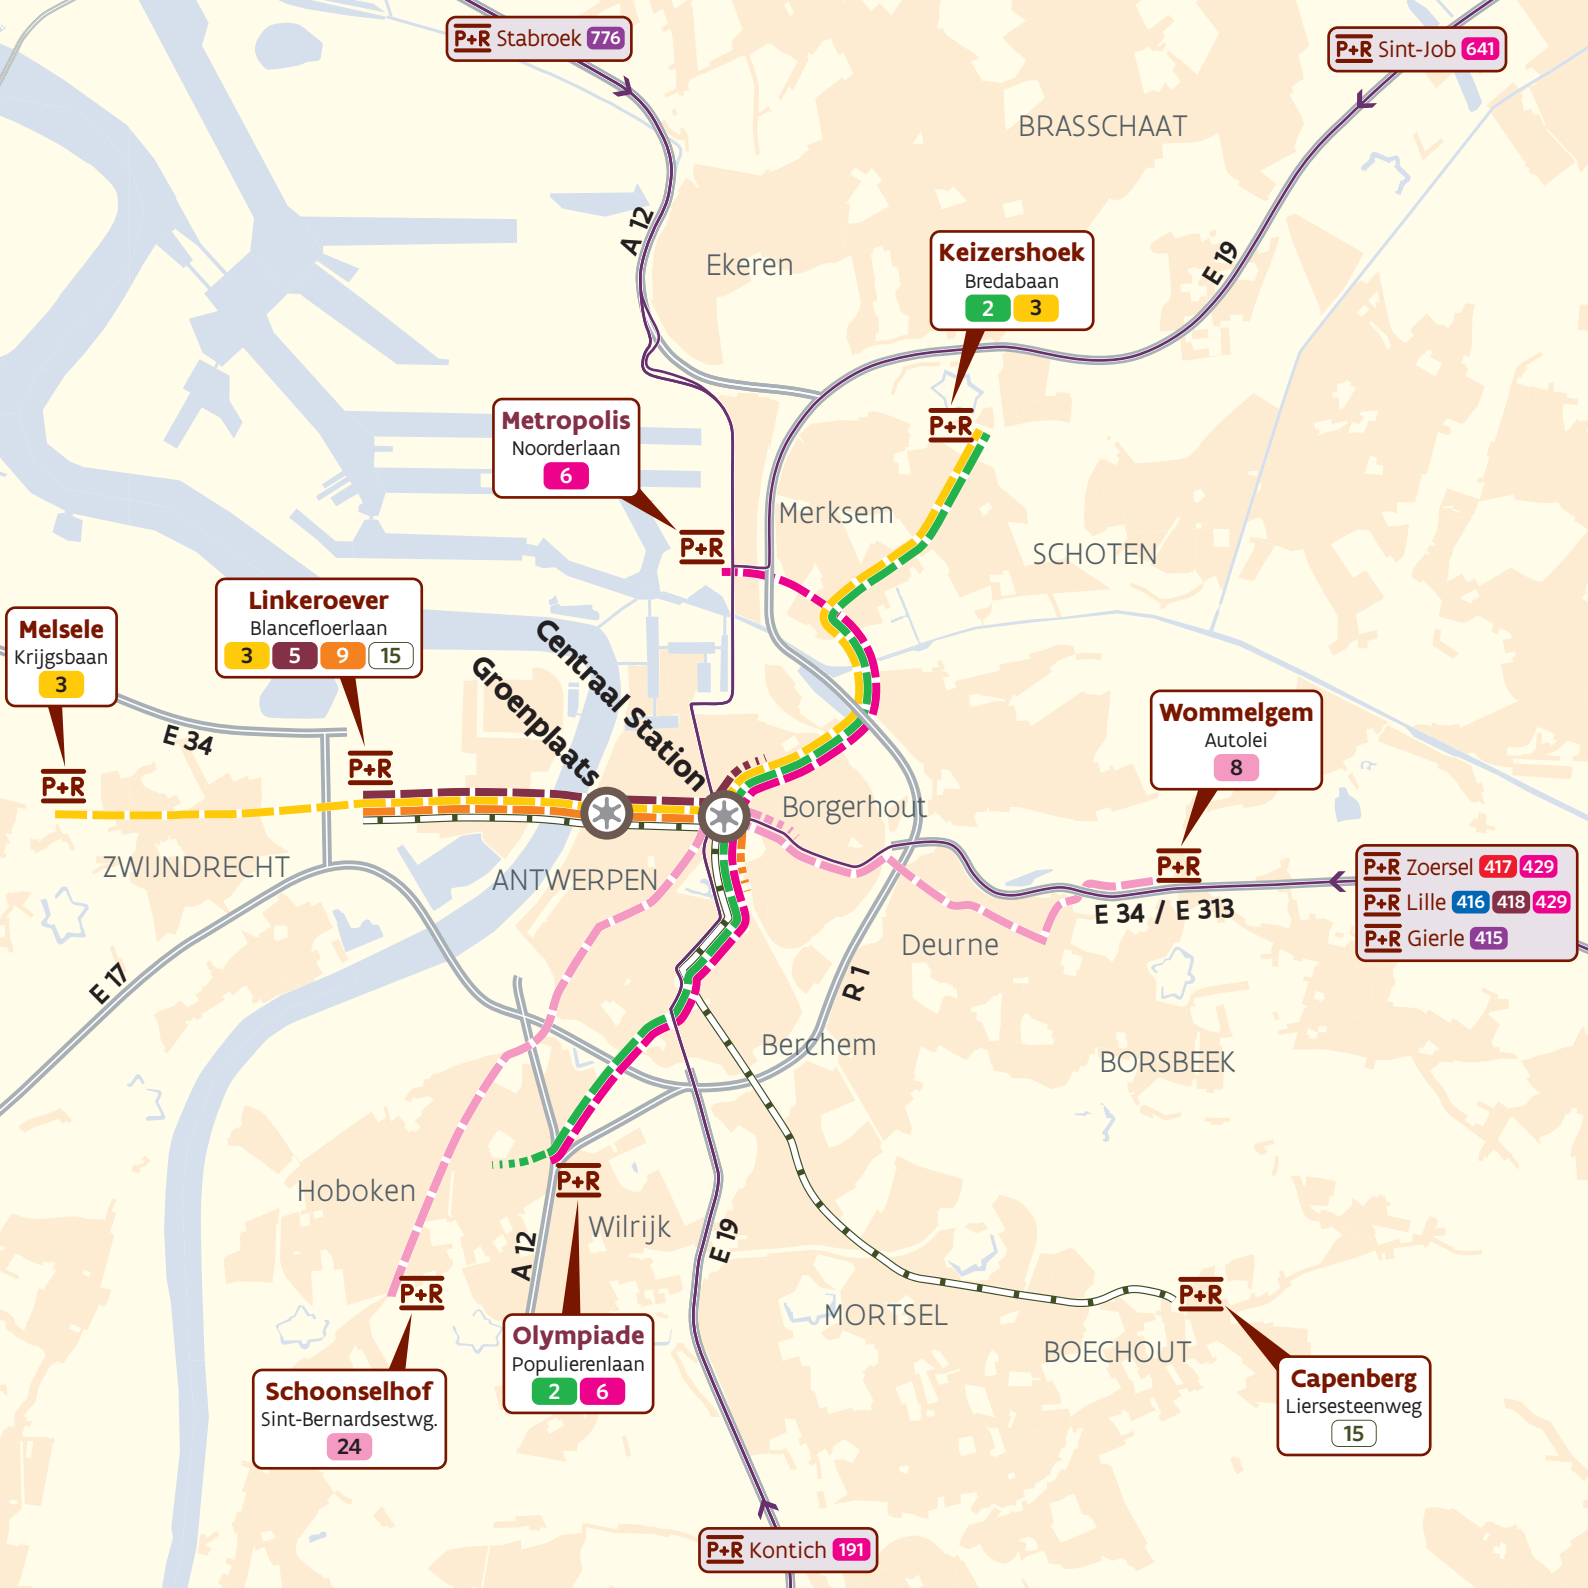 P+R Stabroek 776
P+R Sint-Job 641
BRASSCHAAT
A 12
Ekeren
E 19
Keizershoek
Bredabaan
2 3
P+R
Metropolis
Noorderlaan
6
P+R
Merksem
SCHOTEN
Linkeroever
Blancefloerlaan
3 5 9 15
P+R
Melsele
Krijgsbaan
3
P+R
E 34
Groenplaats
Centraal Station
Wommelgem
Autolei
8
P+R
Borgerhout
ZWIJNDRECHT
ANTWERPEN
P+R Zoersel 417 429
P+R Lille 416 418 429
P+R Gierle 415
E 34 / E 313
Deurne
E 17
R 1
Berchem
BORSBEEK
Hoboken
P+R
Wilrijk
A 12
E 19
P+R
MORTSEL
P+R
BOECHOUT
Olympiade
Populierenlaan
2 6
Schoonselhof
Sint-Bernardsestwg.
24
Capenberg
Liersesteenweg
15
P+R Kontich 191